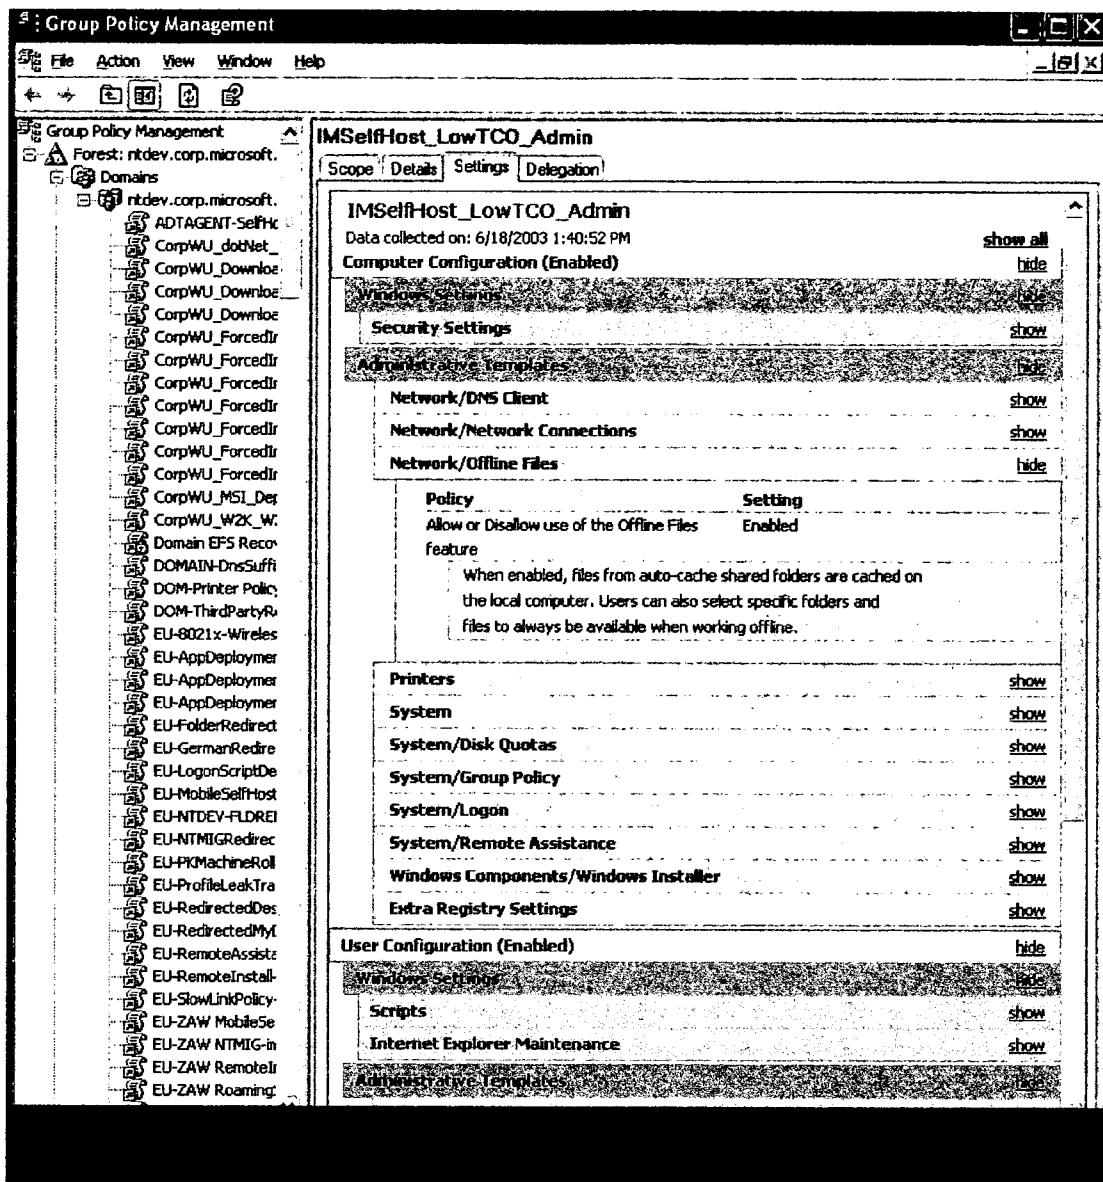 Group Policy Management
File Action View Window Help
Group Policy Management
Forest: ntdev.corp.microsoft.
Domains
ntdev.corp.microsoft.
ADTAGENT-SelfHc
CorpWU_dotNet_
CorpWU_Downloa
CorpWU_Downloa
CorpWU_Downloa
CorpWU_ForcedIr
CorpWU_ForcedIr
CorpWU_ForcedIr
CorpWU_ForcedIr
CorpWU_ForcedIr
CorpWU_ForcedIr
CorpWU_ForcedIr
CorpWU_MSI_Dep
CorpWU_W2K_W:
Domain EFS Reco
DOMAIN-DnsSuffi
DOM-Printer Policy
DOM-ThirdPartyR
EU-8021x-Wireles
EU-AppDeploymer
EU-AppDeploymer
EU-AppDeploymer
EU-FolderRedirect
EU-GermanRedire
EU-LogonScriptDe
EU-MobileSelfHost
EU-NTDEV-FLDREI
EU-NTMIGRedirec
EU-PKMachineRoll
EU-ProfileLeakTra
EU-RedirectedDes
EU-RedirectedMyD
EU-RemoteAssista
EU-RemoteInstall-
EU-SlowLinkPolicy-
EU-ZAW MobileSe
EU-ZAW NTMIG-in
EU-ZAW RemoteIr
EU-ZAW Roaming
IMSelfHost_LowTCO_Admin
Scope Details Settings Delegation
IMSelfHost_LowTCO_Admin
Data collected on: 6/18/2003 1:40:52 PM show all
Computer Configuration (Enabled) hide
Windows Settings hide
Security Settings show
Administrative Templates hide
Network/DNS Client show
Network/Network Connections show
Network/Offline Files hide
Policy Setting
Allow or Disallow use of the Offline Files Enabled
feature
When enabled, files from auto-cache shared folders are cached on
the local computer. Users can also select specific folders and
files to always be available when working offline.
Printers show
System show
System/Disk Quotas show
System/Group Policy show
System/Logon show
System/Remote Assistance show
Windows Components/Windows Installer show
Extra Registry Settings show
User Configuration (Enabled) hide
Windows Settings hide
Scripts show
Internet Explorer Maintenance show
Administrative Templates hide